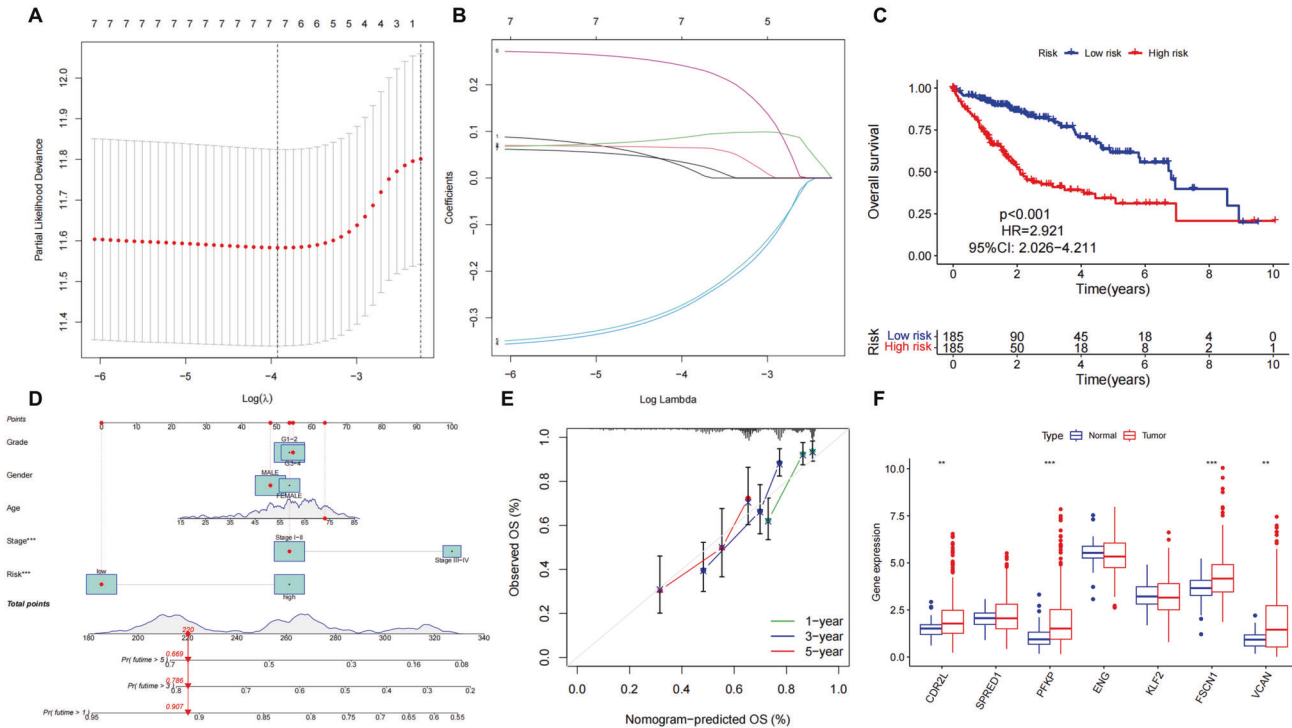 A
7 7 7 7 7 7 7 7 7 7 7 7 6 6 5 5 4 4 3 1
Partial Likelihood Deviance
12.0
11.8
11.6
11.5
11.4
-6 -5 -4 -3
Log(λ)
B
7 7 7 5
Coefficients
0.2
0.1
0.0
0.1
0.2
0.3
-6 -5 -4 -3
Log Lambda
C
Risk Low risk High risk
Overall survival
1.00
0.75
0.50
0.25
0.00
p<0.001
HR=2.921
95%CI: 2.026−4.211
0 2 4 6 8 10
Time(years)
Risk
Low risk 185 90 45 18 4 0
High risk 185 50 18 8 2 1
0 2 4 6 8 10
Time(years)
D
Points
0 10 20 30 40 50 60 70 80 90 100
Grade
G1−2
G3−4
Gender
MALE
FEMALE
Age
15 25 35 45 55 65 75 85
Stage***
Stage I−II
Stage III−IV
Risk***
low
high
Total points
220
180 200 220 240 260 280 300 320 340
Pr( futime > 5)
0.669
0.7 0.5 0.3 0.16 0.08
Pr( futime > 3)
0.786
0.8 0.7 0.6 0.5 0.4 0.3 0.2
Pr( futime > 1)
0.907
0.95 0.9 0.85 0.8 0.75 0.7 0.65 0.6 0.55
E
Observed OS (%)
1.0
0.8
0.6
0.4
0.2
0.0
1-year
3-year
5-year
0.0 0.2 0.4 0.6 0.8 1.0
Nomogram−predicted OS (%)
F
Type Normal Tumor
** *** *** **
Gene expression
10.0
7.5
5.0
2.5
0.0
CDR2L
SPRED1
PFKP
ENG
KLF2
FSCN1
VCAN